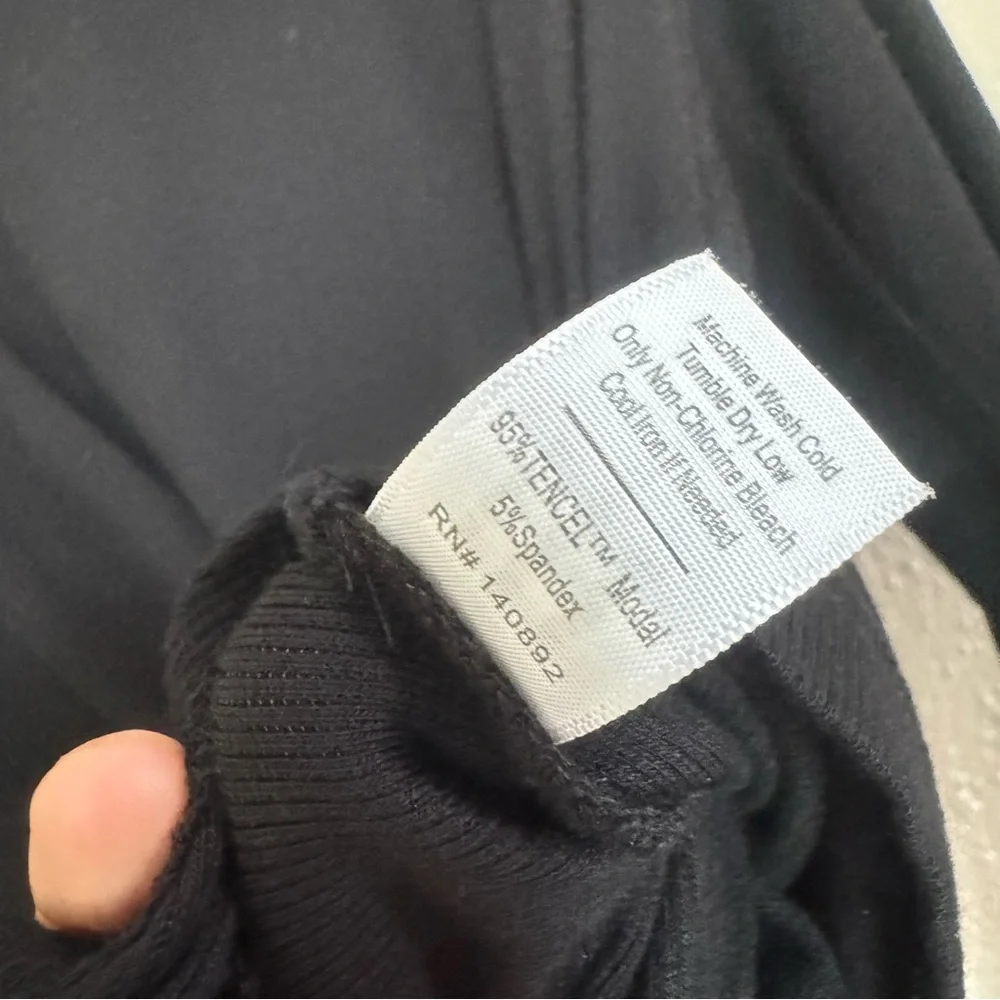 Machine Wash Cold
Tumble Dry Low
Only Non-Chlorine Bleach
Cool Iron If Needed
95%TENCEL™ Modal
5%Spandex
RN# 140892